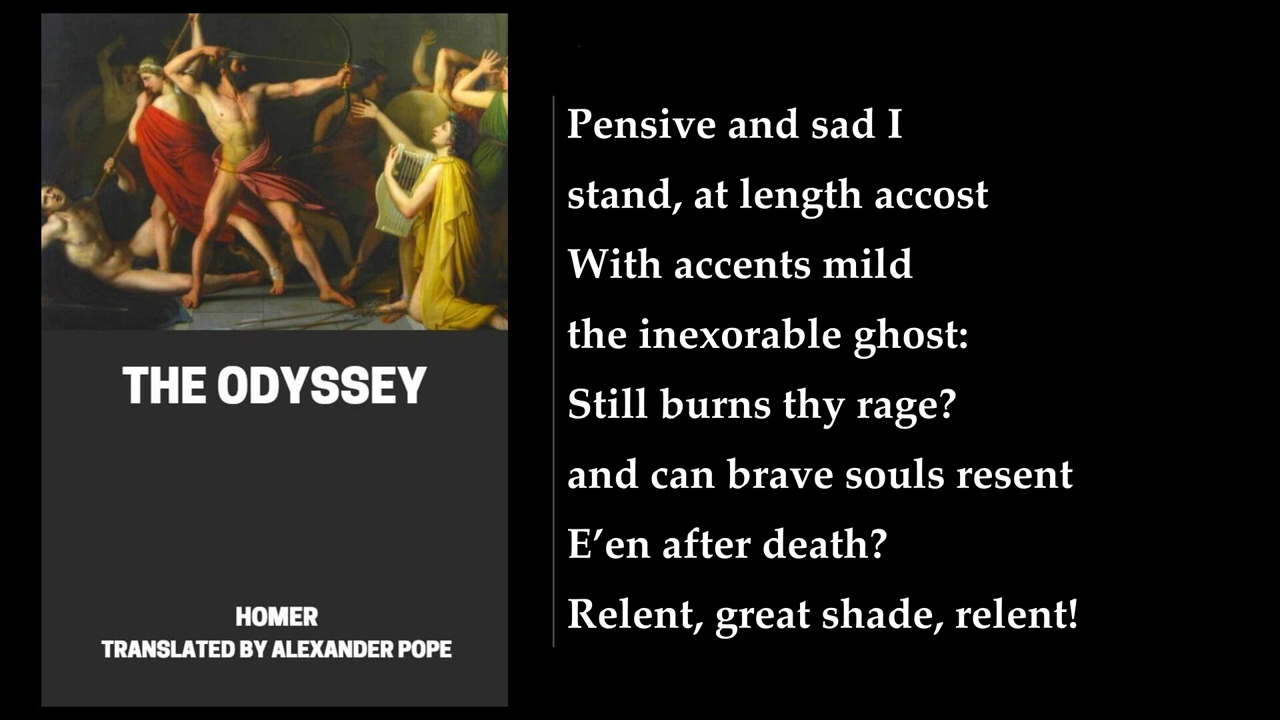 THE ODYSSEY
HOMER
TRANSLATED BY ALEXANDER POPE
Pensive and sad I
stand, at length accost
With accents mild
the inexorable ghost:
Still burns thy rage?
and can brave souls resent
E’en after death?
Relent, great shade, relent!